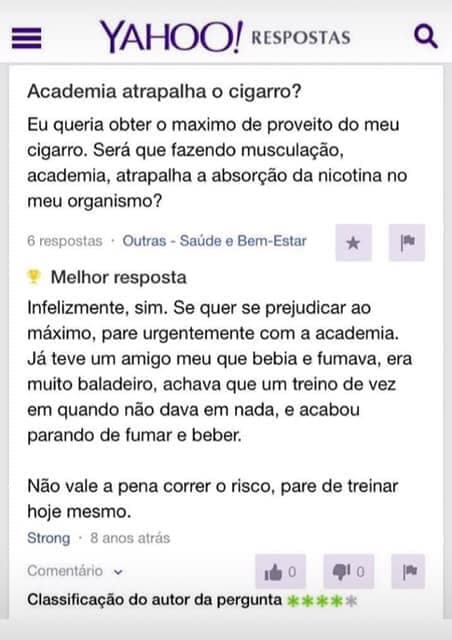 YAHOO! RESPOSTAS
Academia atrapalha o cigarro?
Eu queria obter o maximo de proveito do meu
cigarro. Será que fazendo musculação,
academia, atrapalha a absorção da nicotina no
meu organismo?
6 respostas · Outras - Saúde e Bem-Estar
Melhor resposta
Infelizmente, sim. Se quer se prejudicar ao
máximo, pare urgentemente com a academia.
Já teve um amigo meu que bebia e fumava, era
muito baladeiro, achava que um treino de vez
em quando não dava em nada, e acabou
parando de fumar e beber.
Não vale a pena correr o risco, pare de treinar
hoje mesmo.
Strong · 8 anos atrás
Comentário
0
0
Classificação do autor da pergunta